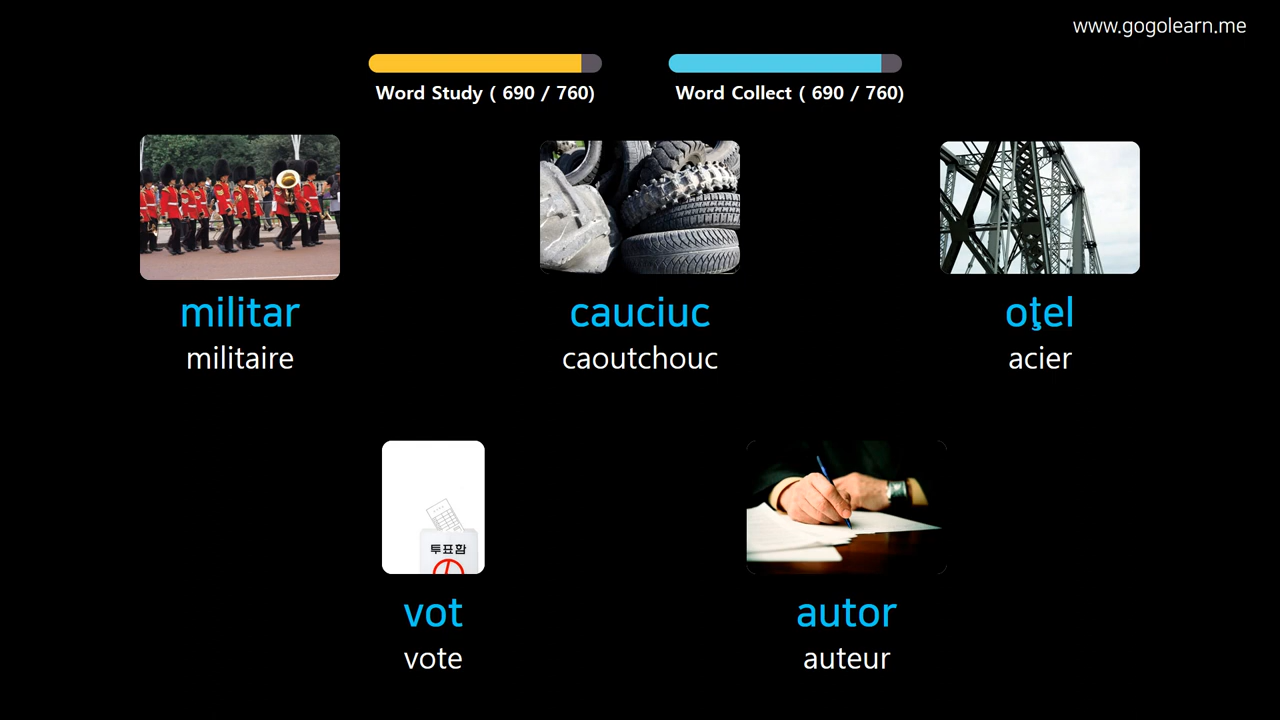 www.gogolearn.me
Word Study ( 690 / 760)
Word Collect ( 690 / 760)
militar
militaire
cauciuc
caoutchouc
oţel
acier
투표함
vot
vote
autor
auteur